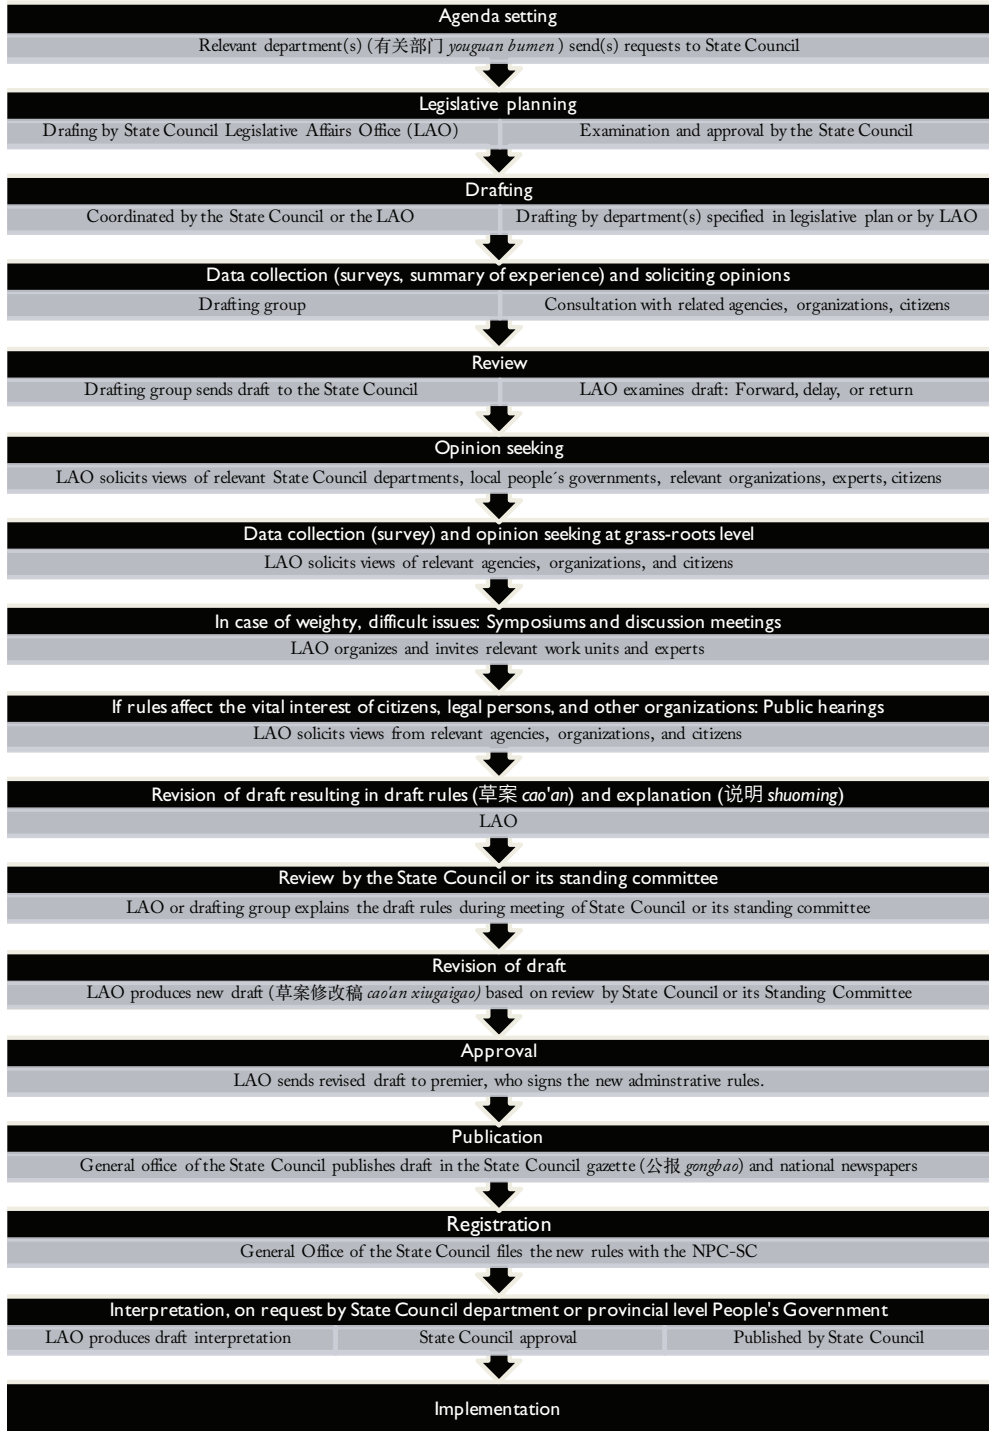 Agenda setting
Relevant department(s) (有关部门 youguan bumen ) send(s) requests to State Council
Legislative planning
Drafing by State Council Legislative Affairs Office (LAO)
Examination and approval by the State Council
Drafting
Coordinated by the State Council or the LAO
Drafting by department(s) specified in legislative plan or by LAO
Data collection (surveys, summary of experience) and soliciting opinions
Drafting group
Consultation with related agencies, organizations, citizens
Review
Drafting group sends draft to the State Council
LAO examines draft: Forward, delay, or return
Opinion seeking
LAO solicits views of relevant State Council departments, local people´s governments, relevant organizations, experts, citizens
Data collection (survey) and opinion seeking at grass-roots level
LAO solicits views of relevant agencies, organizations, and citizens
In case of weighty, difficult issues: Symposiums and discussion meetings
LAO organizes and invites relevant work units and experts
If rules affect the vital interest of citizens, legal persons, and other organizations: Public hearings
LAO solicits views from relevant agencies, organizations, and citizens
Revision of draft resulting in draft rules (草案 cao'an) and explanation (说明 shuoming)
LAO
Review by the State Council or its standing committee
LAO or drafting group explains the draft rules during meeting of State Council or its standing committee
Revision of draft
LAO produces new draft (草案修改稿 cao'an xiugaigao) based on review by State Council or its Standing Committee
Approval
LAO sends revised draft to premier, who signs the new adminstrative rules.
Publication
General office of the State Council publishes draft in the State Council gazette (公报 gongbao) and national newspapers
Registration
General Office of the State Council files the new rules with the NPC-SC
Interpretation, on request by State Council department or provincial level People's Government
LAO produces draft interpretation
State Council approval
Published by State Council
Implementation